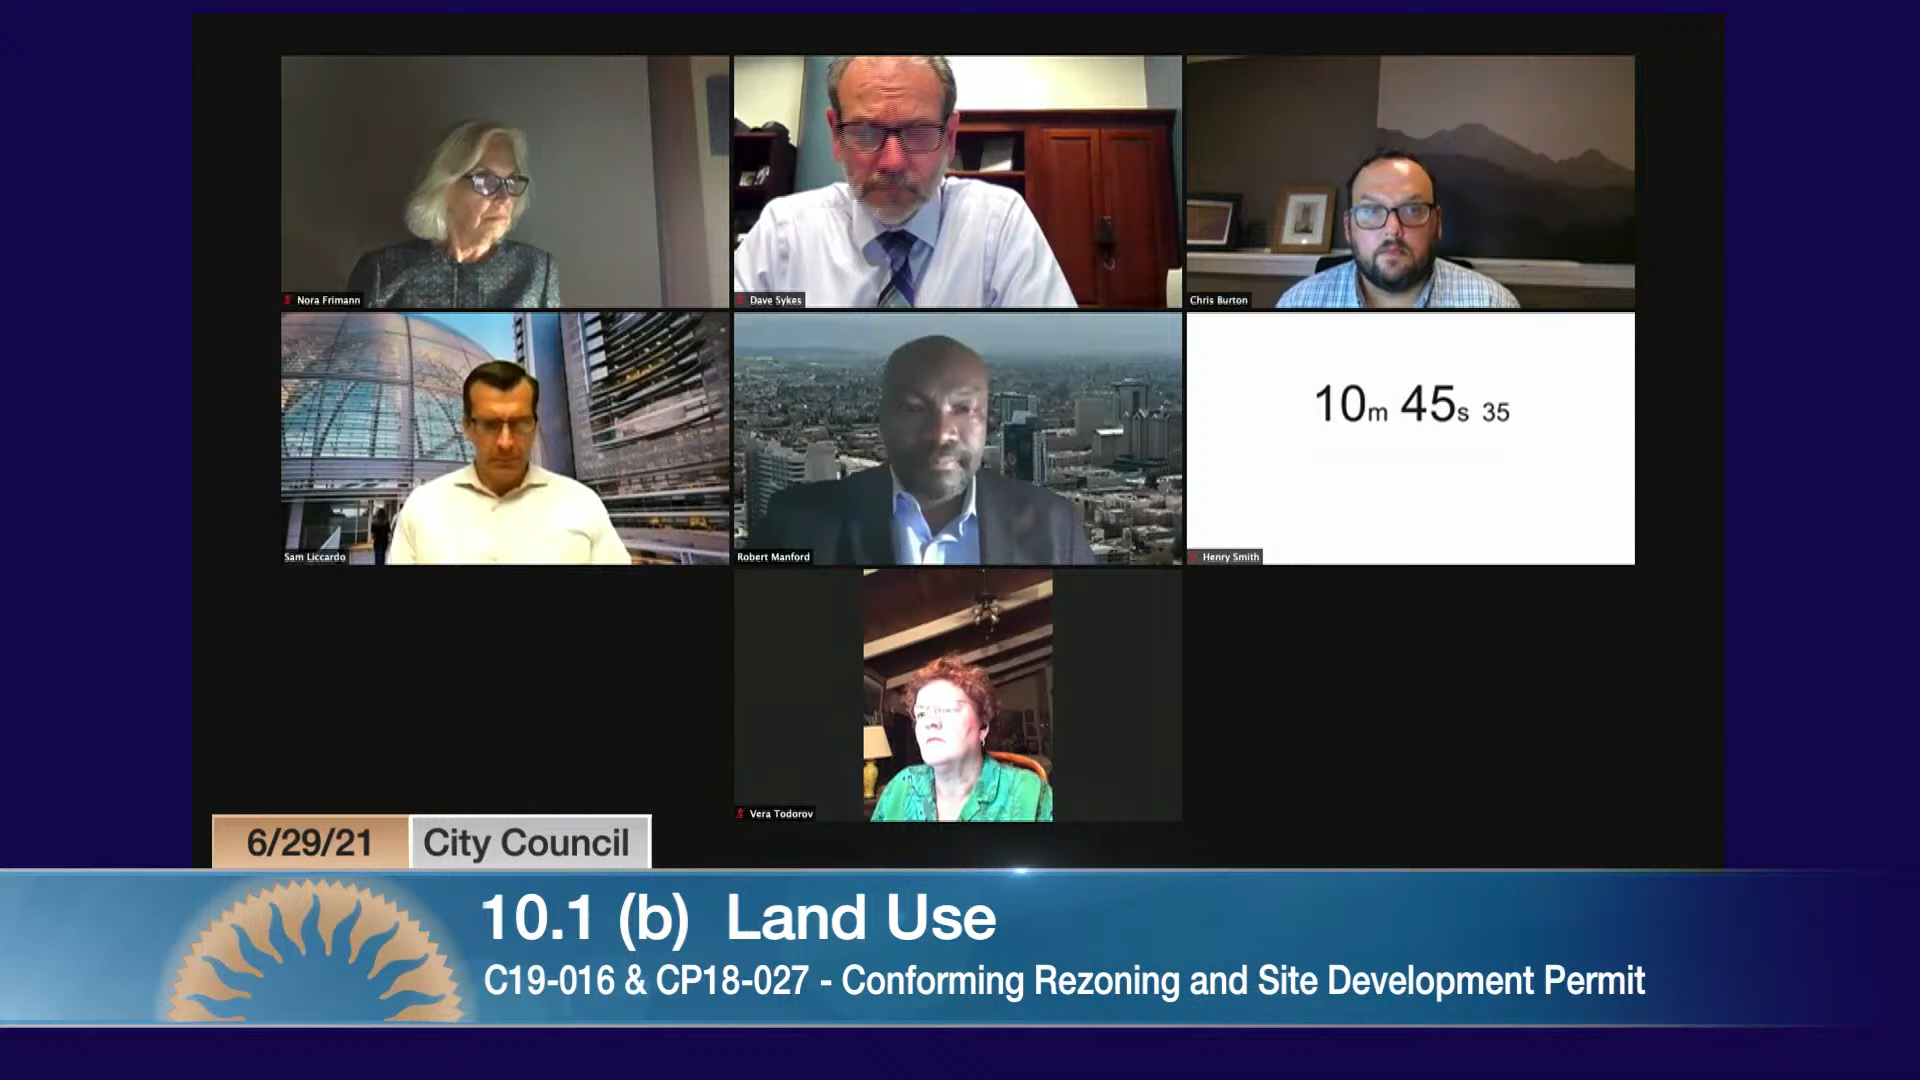 Nora Frimann
Dave Sykes
Chris Burton
10m 45s 35
Sam Liccardo
Robert Manford
Henry Smith
Vera Todorov
6/29/21 City Council
10.1 (b) Land Use
C19-016 & CP18-027 - Conforming Rezoning and Site Development Permit